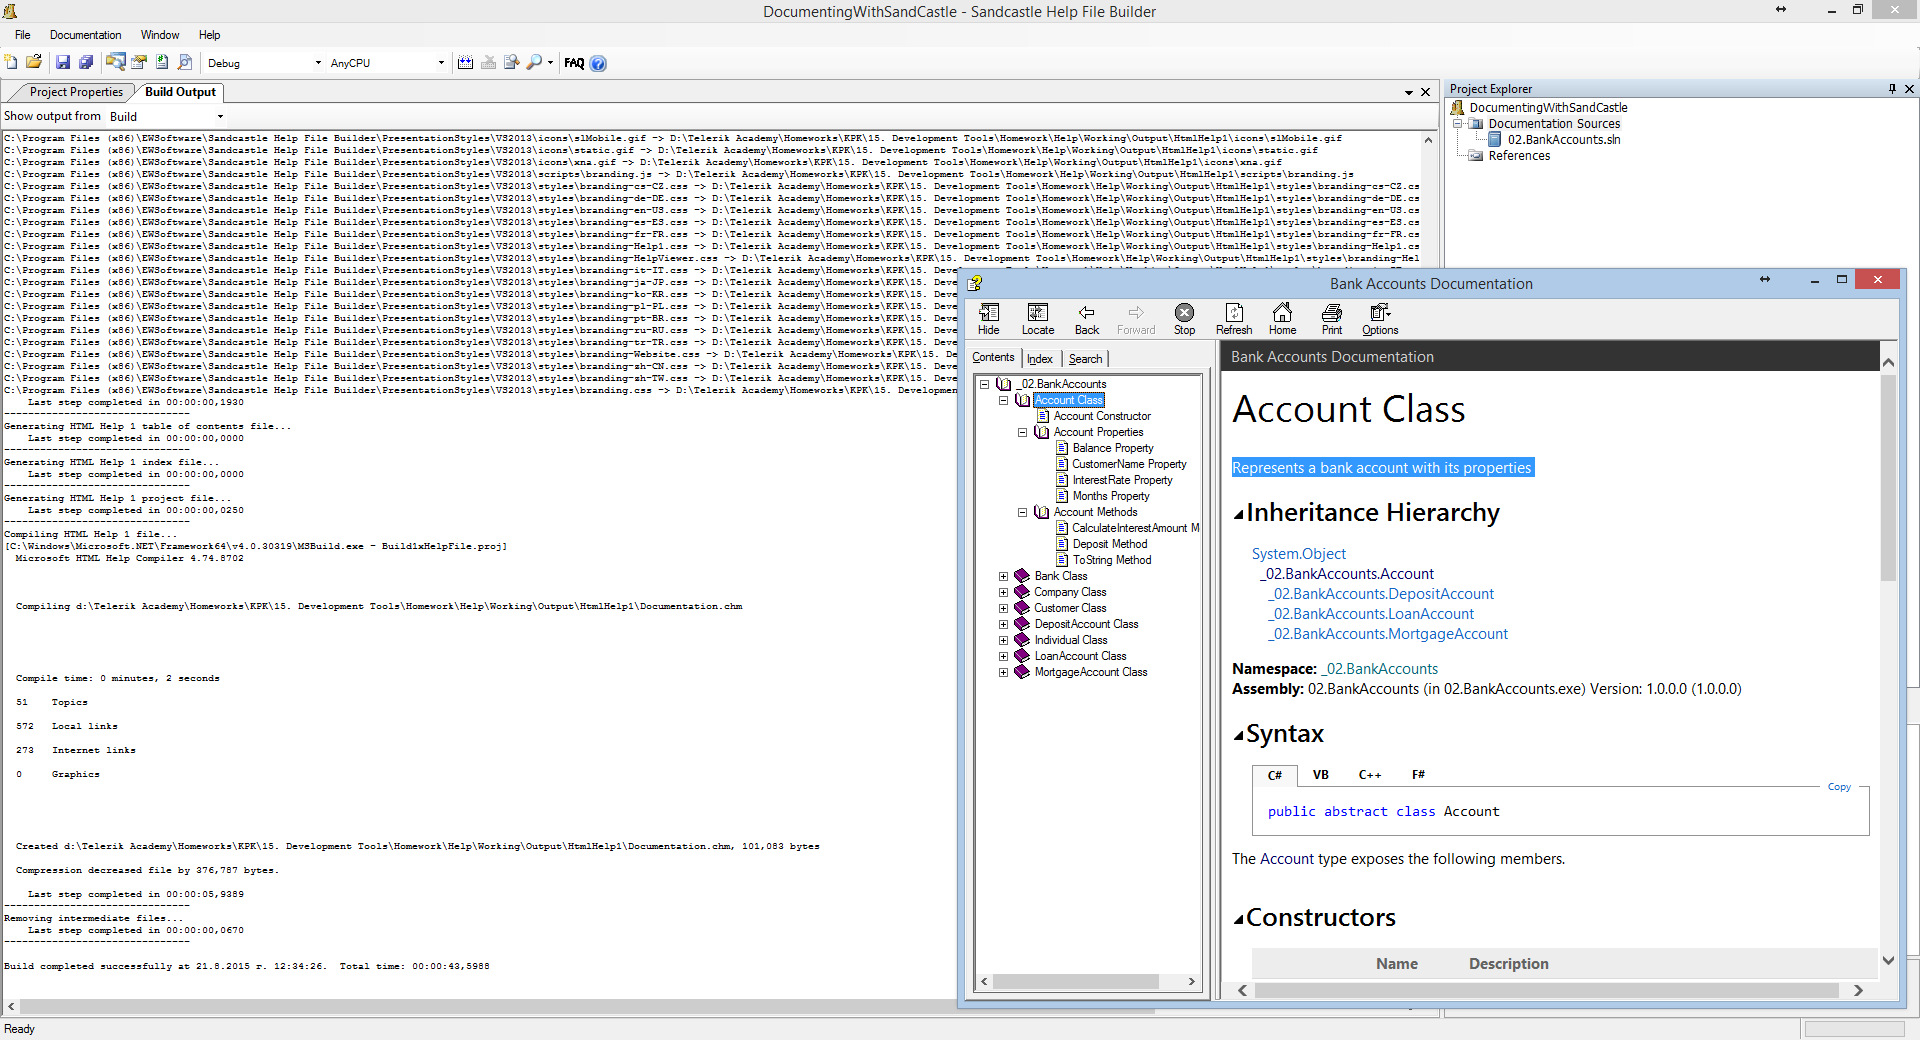 DocumentingWithSandCastle - Sandcastle Help File Builder
File Documentation Window Help
Debug AnyCPU FAQ
Project Properties Build Output
Show output from Build
C:\Program Files (x86)\EWSoftware\Sandcastle Help File Builder\PresentationStyles\VS2013\icons\slMobile.gif -> D:\Telerik Academy\Homeworks\KPK\15. Development Tools\Homework\Help\Working\Output\HtmlHelp1\icons\slMobile.gif
C:\Program Files (x86)\EWSoftware\Sandcastle Help File Builder\PresentationStyles\VS2013\icons\static.gif -> D:\Telerik Academy\Homeworks\KPK\15. Development Tools\Homework\Help\Working\Output\HtmlHelp1\icons\static.gif
C:\Program Files (x86)\EWSoftware\Sandcastle Help File Builder\PresentationStyles\VS2013\icons\xna.gif -> D:\Telerik Academy\Homeworks\KPK\15. Development Tools\Homework\Help\Working\Output\HtmlHelp1\icons\xna.gif
C:\Program Files (x86)\EWSoftware\Sandcastle Help File Builder\PresentationStyles\VS2013\scripts\branding.js -> D:\Telerik Academy\Homeworks\KPK\15. Development Tools\Homework\Help\Working\Output\HtmlHelp1\scripts\branding.js
C:\Program Files (x86)\EWSoftware\Sandcastle Help File Builder\PresentationStyles\VS2013\styles\branding-cs-CZ.css -> D:\Telerik Academy\Homeworks\KPK\15. Development Tools\Homework\Help\Working\Output\HtmlHelp1\styles\branding-cs-CZ.cs
C:\Program Files (x86)\EWSoftware\Sandcastle Help File Builder\PresentationStyles\VS2013\styles\branding-de-DE.css -> D:\Telerik Academy\Homeworks\KPK\15. Development Tools\Homework\Help\Working\Output\HtmlHelp1\styles\branding-de-DE.cs
C:\Program Files (x86)\EWSoftware\Sandcastle Help File Builder\PresentationStyles\VS2013\styles\branding-en-US.css -> D:\Telerik Academy\Homeworks\KPK\15. Development Tools\Homework\Help\Working\Output\HtmlHelp1\styles\branding-en-US.cs
C:\Program Files (x86)\EWSoftware\Sandcastle Help File Builder\PresentationStyles\VS2013\styles\branding-es-ES.css -> D:\Telerik Academy\Homeworks\KPK\15. Development Tools\Homework\Help\Working\Output\HtmlHelp1\styles\branding-es-ES.cs
C:\Program Files (x86)\EWSoftware\Sandcastle Help File Builder\PresentationStyles\VS2013\styles\branding-fr-FR.css -> D:\Telerik Academy\Homeworks\KPK\15. Development Tools\Homework\Help\Working\Output\HtmlHelp1\styles\branding-fr-FR.cs
C:\Program Files (x86)\EWSoftware\Sandcastle Help File Builder\PresentationStyles\VS2013\styles\branding-Help1.css -> D:\Telerik Academy\Homeworks\KPK\15. Development Tools\Homework\Help\Working\Output\HtmlHelp1\styles\branding-Help1.cs
C:\Program Files (x86)\EWSoftware\Sandcastle Help File Builder\PresentationStyles\VS2013\styles\branding-HelpViewer.css -> D:\Telerik Academy\Homeworks\KPK\15. Development Tools\Homework\Help\Working\Output\HtmlHelp1\styles\branding-Hel
C:\Program Files (x86)\EWSoftware\Sandcastle Help File Builder\PresentationStyles\VS2013\styles\branding-it-IT.css -> D:\Telerik Academy\Homeworks\KPK\15. Deve
C:\Program Files (x86)\EWSoftware\Sandcastle Help File Builder\PresentationStyles\VS2013\styles\branding-ja-JP.css -> D:\Telerik Academy\Homeworks\KPK\15. Deve
C:\Program Files (x86)\EWSoftware\Sandcastle Help File Builder\PresentationStyles\VS2013\styles\branding-ko-KR.css -> D:\Telerik Academy\Homeworks\KPK\15. Deve
C:\Program Files (x86)\EWSoftware\Sandcastle Help File Builder\PresentationStyles\VS2013\styles\branding-pl-PL.css -> D:\Telerik Academy\Homeworks\KPK\15. Deve
C:\Program Files (x86)\EWSoftware\Sandcastle Help File Builder\PresentationStyles\VS2013\styles\branding-pt-BR.css -> D:\Telerik Academy\Homeworks\KPK\15. Deve
C:\Program Files (x86)\EWSoftware\Sandcastle Help File Builder\PresentationStyles\VS2013\styles\branding-ru-RU.css -> D:\Telerik Academy\Homeworks\KPK\15. Deve
C:\Program Files (x86)\EWSoftware\Sandcastle Help File Builder\PresentationStyles\VS2013\styles\branding-tr-TR.css -> D:\Telerik Academy\Homeworks\KPK\15. Deve
C:\Program Files (x86)\EWSoftware\Sandcastle Help File Builder\PresentationStyles\VS2013\styles\branding-Website.css -> D:\Telerik Academy\Homeworks\KPK\15. De
C:\Program Files (x86)\EWSoftware\Sandcastle Help File Builder\PresentationStyles\VS2013\styles\branding-zh-CN.css -> D:\Telerik Academy\Homeworks\KPK\15. Deve
C:\Program Files (x86)\EWSoftware\Sandcastle Help File Builder\PresentationStyles\VS2013\styles\branding-zh-TW.css -> D:\Telerik Academy\Homeworks\KPK\15. Deve
C:\Program Files (x86)\EWSoftware\Sandcastle Help File Builder\PresentationStyles\VS2013\styles\branding.css -> D:\Telerik Academy\Homeworks\KPK\15. Developmen
Last step completed in 00:00:00,1930
-------------------------------
Generating HTML Help 1 table of contents file...
Last step completed in 00:00:00,0000
-------------------------------
Generating HTML Help 1 index file...
Last step completed in 00:00:00,0000
-------------------------------
Generating HTML Help 1 project file...
Last step completed in 00:00:00,0250
-------------------------------
Compiling HTML Help 1 file...
[C:\Windows\Microsoft.NET\Framework64\v4.0.30319\MSBuild.exe - Build1xHelpFile.proj]
Microsoft HTML Help Compiler 4.74.8702
Compiling d:\Telerik Academy\Homeworks\KPK\15. Development Tools\Homework\Help\Working\Output\HtmlHelp1\Documentation.chm
Compile time: 0 minutes, 2 seconds
51 Topics
572 Local links
273 Internet links
0 Graphics
Created d:\Telerik Academy\Homeworks\KPK\15. Development Tools\Homework\Help\Working\Output\HtmlHelp1\Documentation.chm, 101,083 bytes
Compression decreased file by 376,787 bytes.
Last step completed in 00:00:05,9389
-------------------------------
Removing intermediate files...
Last step completed in 00:00:00,0670
-------------------------------
Build completed successfully at 21.8.2015 г. 12:34:26.  Total time: 00:00:43,5988
Ready
Project Explorer
DocumentingWithSandCastle
Documentation Sources
02.BankAccounts.sln
References
Bank Accounts Documentation
Hide Locate Back Forward Stop Refresh Home Print Options
Contents Index Search
_02.BankAccounts
Account Class
Account Constructor
Account Properties
Balance Property
CustomerName Property
InterestRate Property
Months Property
Account Methods
CalculateInterestAmount M
Deposit Method
ToString Method
Bank Class
Company Class
Customer Class
DepositAccount Class
Individual Class
LoanAccount Class
MortgageAccount Class
Bank Accounts Documentation
Account Class
Represents a bank account with its properties
Inheritance Hierarchy
System.Object
_02.BankAccounts.Account
_02.BankAccounts.DepositAccount
_02.BankAccounts.LoanAccount
_02.BankAccounts.MortgageAccount
Namespace: _02.BankAccounts
Assembly: 02.BankAccounts (in 02.BankAccounts.exe) Version: 1.0.0.0 (1.0.0.0)
Syntax
C# VB C++ F#
Copy
public abstract class Account
The Account type exposes the following members.
Constructors
Name Description